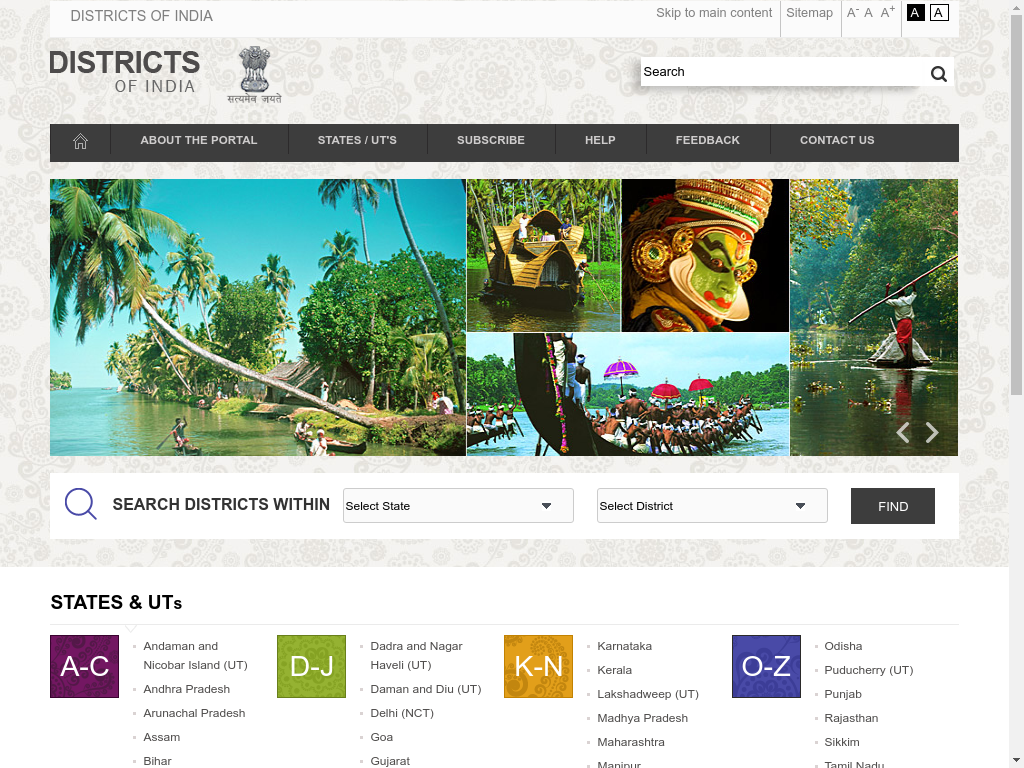 DISTRICTS OF INDIA
Skip to main content
Sitemap
A- A A+
A A
DISTRICTS
OF INDIA
सत्यमेव जयते
Search
ABOUT THE PORTAL
STATES / UT'S
SUBSCRIBE
HELP
FEEDBACK
CONTACT US
SEARCH DISTRICTS WITHIN
Select State
Select District
FIND
STATES & UTs
A-C
Andaman and
Nicobar Island (UT)
Andhra Pradesh
Arunachal Pradesh
Assam
Bihar
D-J
Dadra and Nagar
Haveli (UT)
Daman and Diu (UT)
Delhi (NCT)
Goa
Gujarat
K-N
Karnataka
Kerala
Lakshadweep (UT)
Madhya Pradesh
Maharashtra
Manipur
O-Z
Odisha
Puducherry (UT)
Punjab
Rajasthan
Sikkim
Tamil Nadu